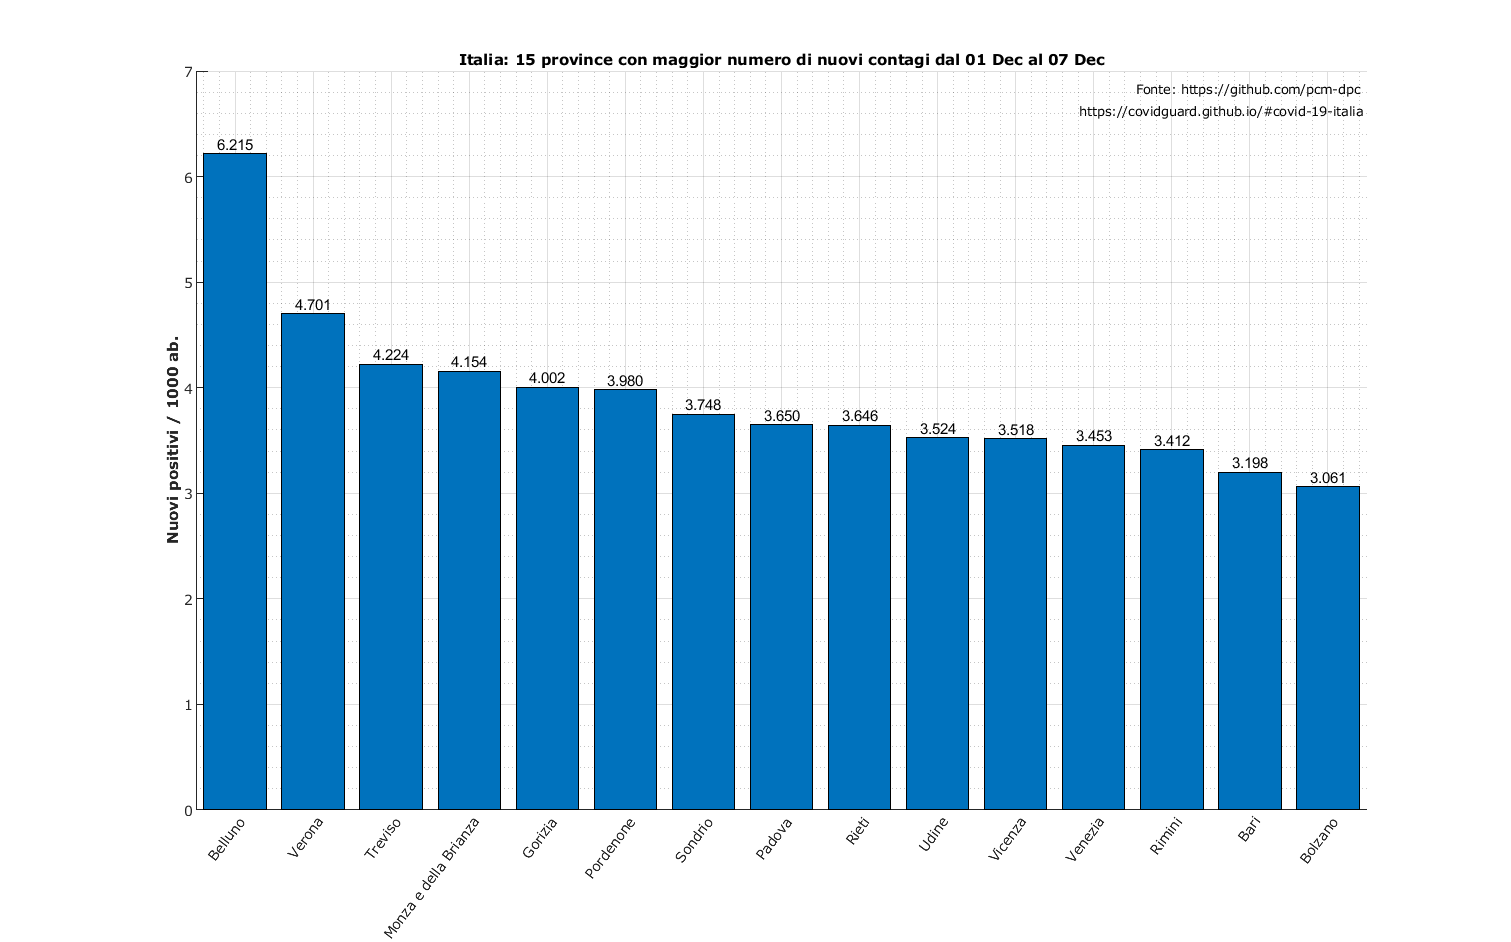 Italia: 15 province con maggior numero di nuovi contagi dal 01 Dec al 07 Dec
Fonte: https://github.com/pcm-dpc
https://covidguard.github.io/#covid-19-italia
Nuovi positivi / 1000 ab.
7
6
5
4
3
2
1
0
6.215
4.701
4.224
4.154
4.002
3.980
3.748
3.650
3.646
3.524
3.518
3.453
3.412
3.198
3.061
Belluno
Verona
Treviso
Monza e della Brianza
Gorizia
Pordenone
Sondrio
Padova
Rieti
Udine
Vicenza
Venezia
Rimini
Bari
Bolzano